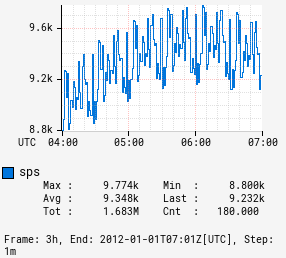 9.6k
9.2k
8.8k
UTC 04:00 05:00 06:00 07:00
sps
Max : 9.774k Min : 8.800k
Avg : 9.348k Last : 9.232k
Tot : 1.683M Cnt : 180.000
Frame: 3h, End: 2012-01-01T07:01Z[UTC], Step:
1m